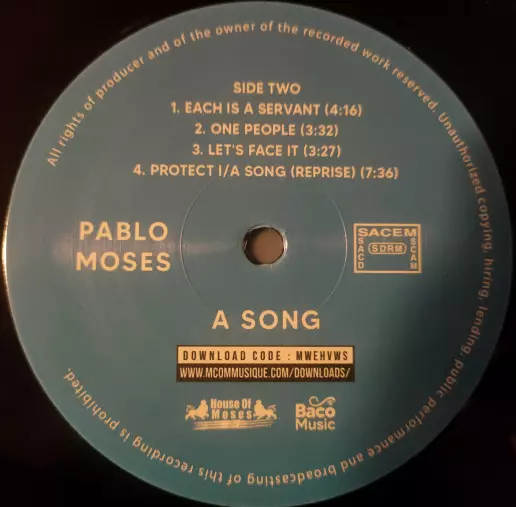 All rights of producer and of the owner of the recorded work reserved. Unauthorized copying, hiring, lending, public performance and broadcasting of this recording is prohibited.
SIDE TWO
1. EACH IS A SERVANT (4:16)
2. ONE PEOPLE (3:32)
3. LET'S FACE IT (3:27)
4. PROTECT I/A SONG (REPRISE) (7:36)
PABLO
MOSES
SACEM
SACD
SDRM
SCAM
A SONG
DOWNLOAD CODE : MWEHVWS
WWW.MCOMMUSIQUE.COM/DOWNLOADS/
House Of
Moses
Baco
Music